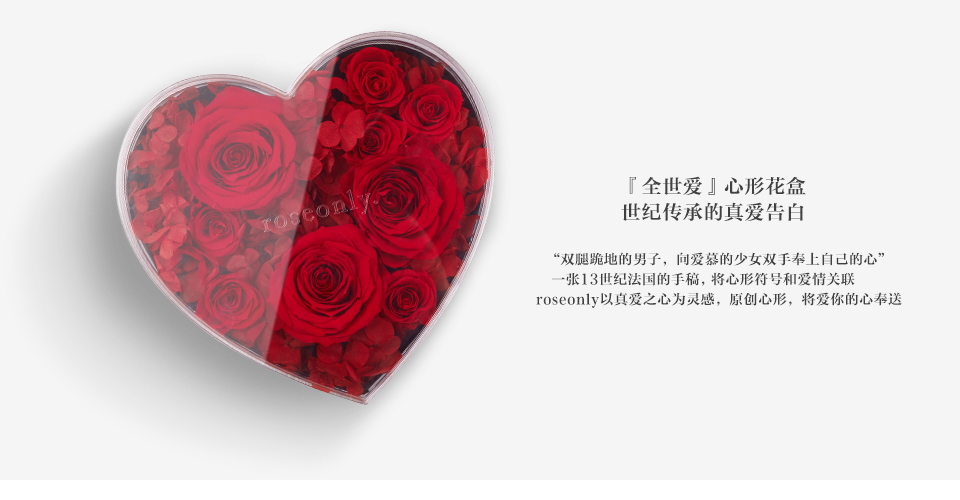 roseonly.
『全世爱』心形花盒
世纪传承的真爱告白
“双腿跪地的男子，向爱慕的少女双手奉上自己的心”
一张13世纪法国的手稿，将心形符号和爱情关联
roseonly以真爱之心为灵感，原创心形，将爱你的心奉送